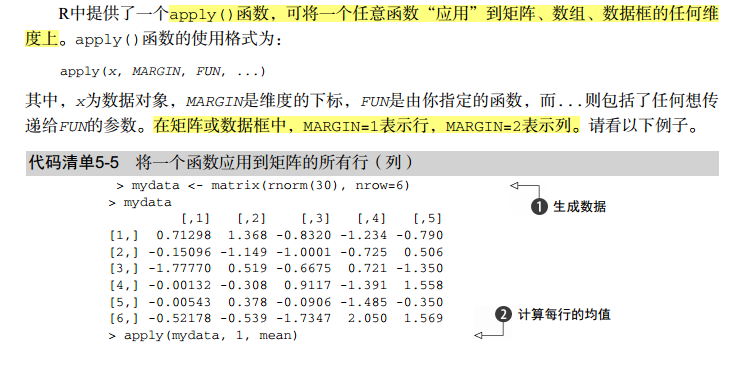 R中提供了一个apply()函数，可将一个任意函数“应用”到矩阵、数组、数据框的任何维
度上。apply()函数的使用格式为：
apply(x, MARGIN, FUN, ...)
其中，x为数据对象，MARGIN是维度的下标，FUN是由你指定的函数，而...则包括了任何想传
递给FUN的参数。在矩阵或数据框中，MARGIN=1表示行，MARGIN=2表示列。请看以下例子。
代码清单5-5 将一个函数应用到矩阵的所有行（列）
> mydata <- matrix(rnorm(30), nrow=6) ❶ 生成数据
> mydata
[,1] [,2] [,3] [,4] [,5]
[1,] 0.71298 1.368 -0.8320 -1.234 -0.790
[2,] -0.15096 -1.149 -1.0001 -0.725 0.506
[3,] -1.77770 0.519 -0.6675 0.721 -1.350
[4,] -0.00132 -0.308 0.9117 -1.391 1.558
[5,] -0.00543 0.378 -0.0906 -1.485 -0.350
[6,] -0.52178 -0.539 -1.7347 2.050 1.569
> apply(mydata, 1, mean) ❷ 计算每行的均值